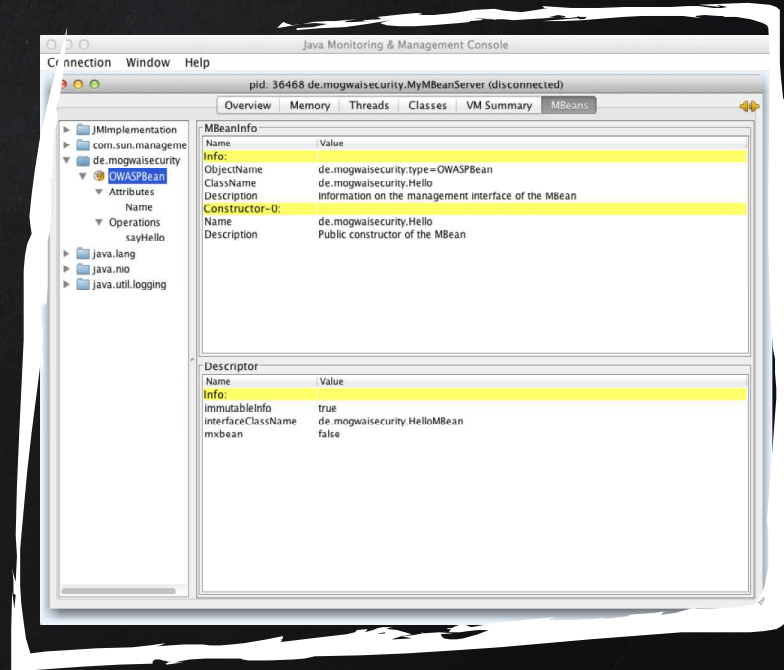 Java Monitoring & Management Console
Connection Window Help
pid: 36468 de.mogwaisecurity.MyMBeanServer (disconnected)
Overview Memory Threads Classes VM Summary MBeans
JMImplementation
com.sun.manageme
de.mogwaisecurity
OWASPBean
Attributes
Name
Operations
sayHello
java.lang
java.nio
java.util.logging
MBeanInfo
Name Value
Info:
ObjectName de.mogwaisecurity:type=OWASPBean
ClassName de.mogwaisecurity.Hello
Description Information on the management interface of the MBean
Constructor-0:
Name de.mogwaisecurity.Hello
Description Public constructor of the MBean
Descriptor
Name Value
Info:
immutableInfo true
interfaceClassName de.mogwaisecurity.HelloMBean
mxbean false